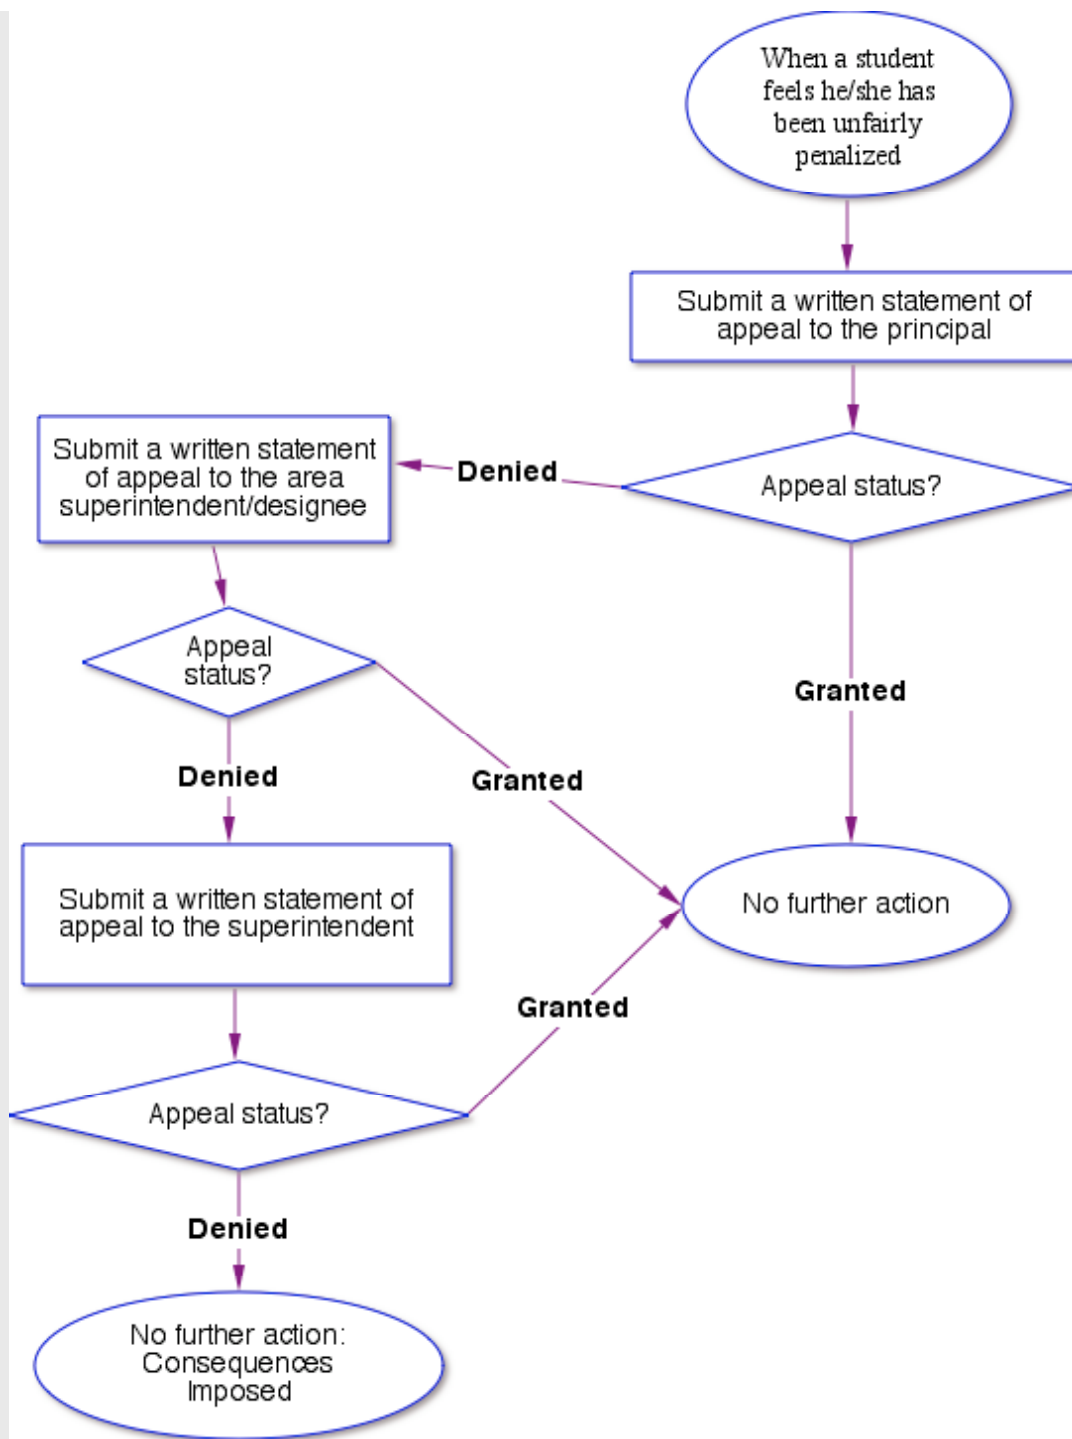 When a student
feels he/she has
been unfairly
penalized
Submit a written statement of
appeal to the principal
Appeal status?
Denied
Granted
Submit a written statement
of appeal to the area
superintendent/designee
Appeal
status?
Denied
Granted
Submit a written statement of
appeal to the superintendent
No further action
Granted
Appeal status?
Denied
No further action:
Consequences
Imposed